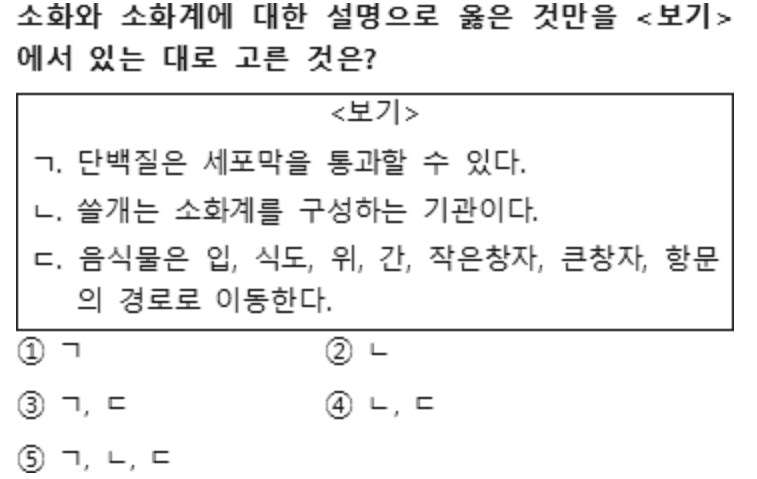 소화와 소화계에 대한 설명으로 옳은 것만을 <보기>
에서 있는 대로 고른 것은?
<보기>
ㄱ. 단백질은 세포막을 통과할 수 있다.
ㄴ. 쓸개는 소화계를 구성하는 기관이다.
ㄷ. 음식물은 입, 식도, 위, 간, 작은창자, 큰창자, 항문
의 경로로 이동한다.
① ㄱ ② ㄴ
③ ㄱ, ㄷ ④ ㄴ, ㄷ
⑤ ㄱ, ㄴ, ㄷ